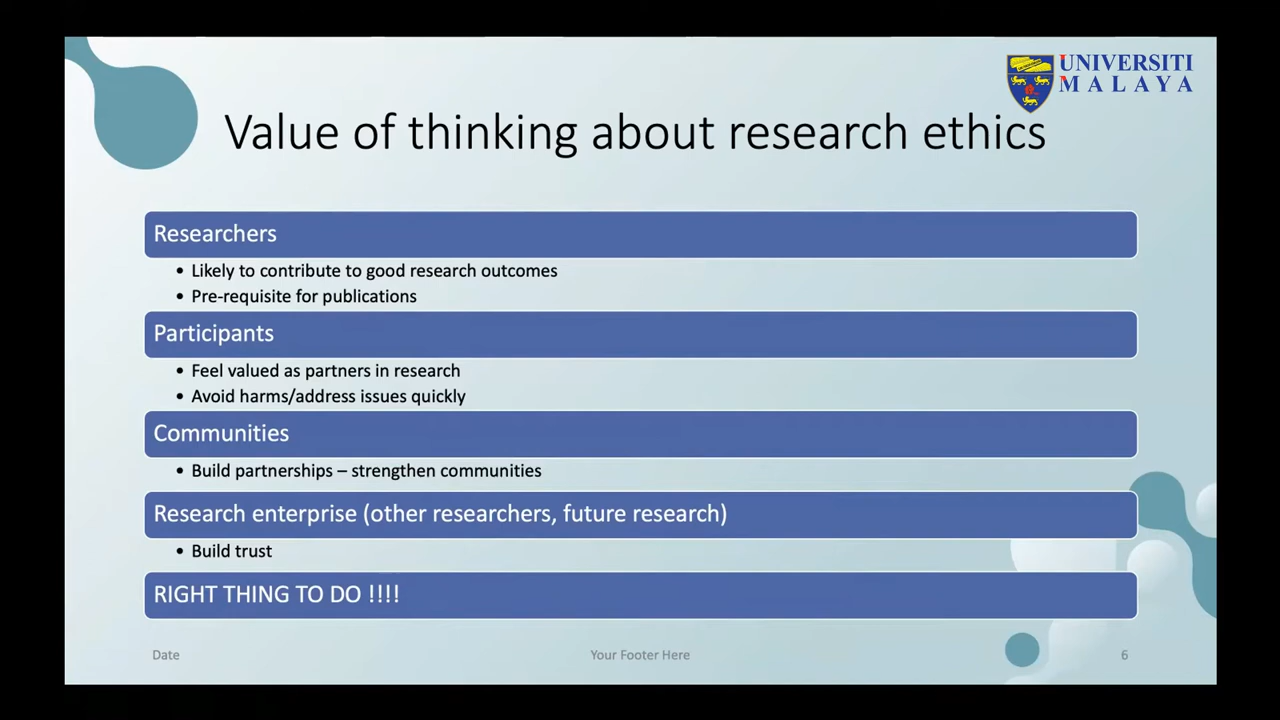 UNIVERSITI
MALAYA
Value of thinking about research ethics
Researchers
• Likely to contribute to good research outcomes
• Pre-requisite for publications
Participants
• Feel valued as partners in research
• Avoid harms/address issues quickly
Communities
• Build partnerships – strengthen communities
Research enterprise (other researchers, future research)
• Build trust
RIGHT THING TO DO !!!!
Date
Your Footer Here
6